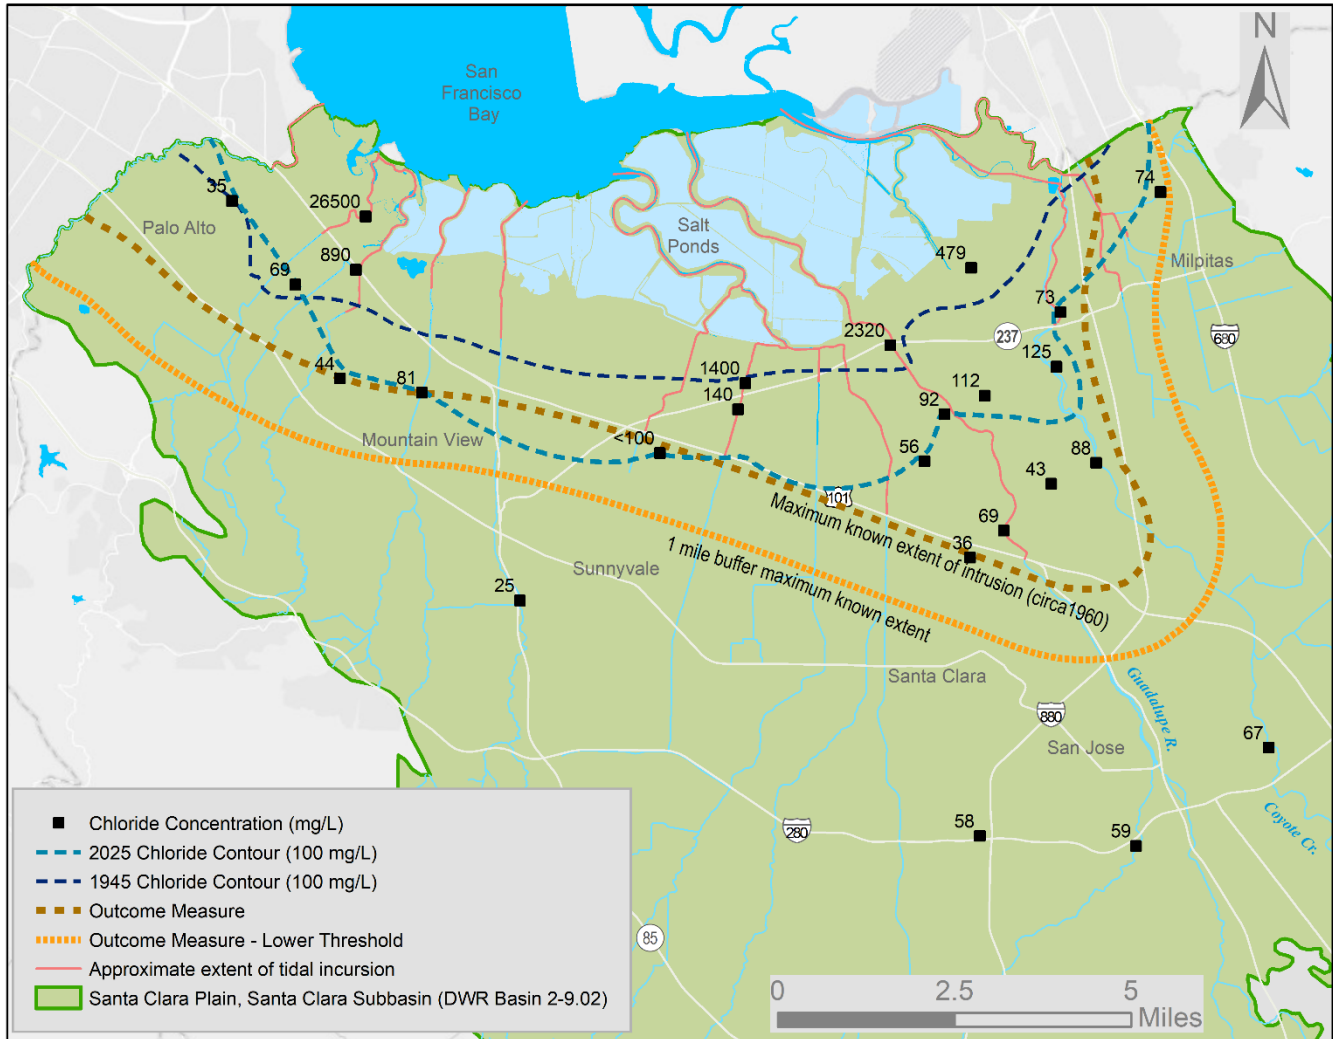 N
San
Francisco
Bay
35
26500
74
Palo Alto
Salt
Ponds
479
Milpitas
890
69
73
2320
237
680
125
44
81
1400
112
140
92
Mountain View
<100
56
88
43
101
Maximum known extent of intrusion (circa1960)
69
36
1 mile buffer maximum known extent
Sunnyvale
25
Santa Clara
Guadalupe R.
880
San Jose
67
Coyote Cr.
280
58
59
85
Chloride Concentration (mg/L)
2025 Chloride Contour (100 mg/L)
1945 Chloride Contour (100 mg/L)
Outcome Measure
Outcome Measure - Lower Threshold
Approximate extent of tidal incursion
Santa Clara Plain, Santa Clara Subbasin (DWR Basin 2-9.02)
0 2.5 5
Miles